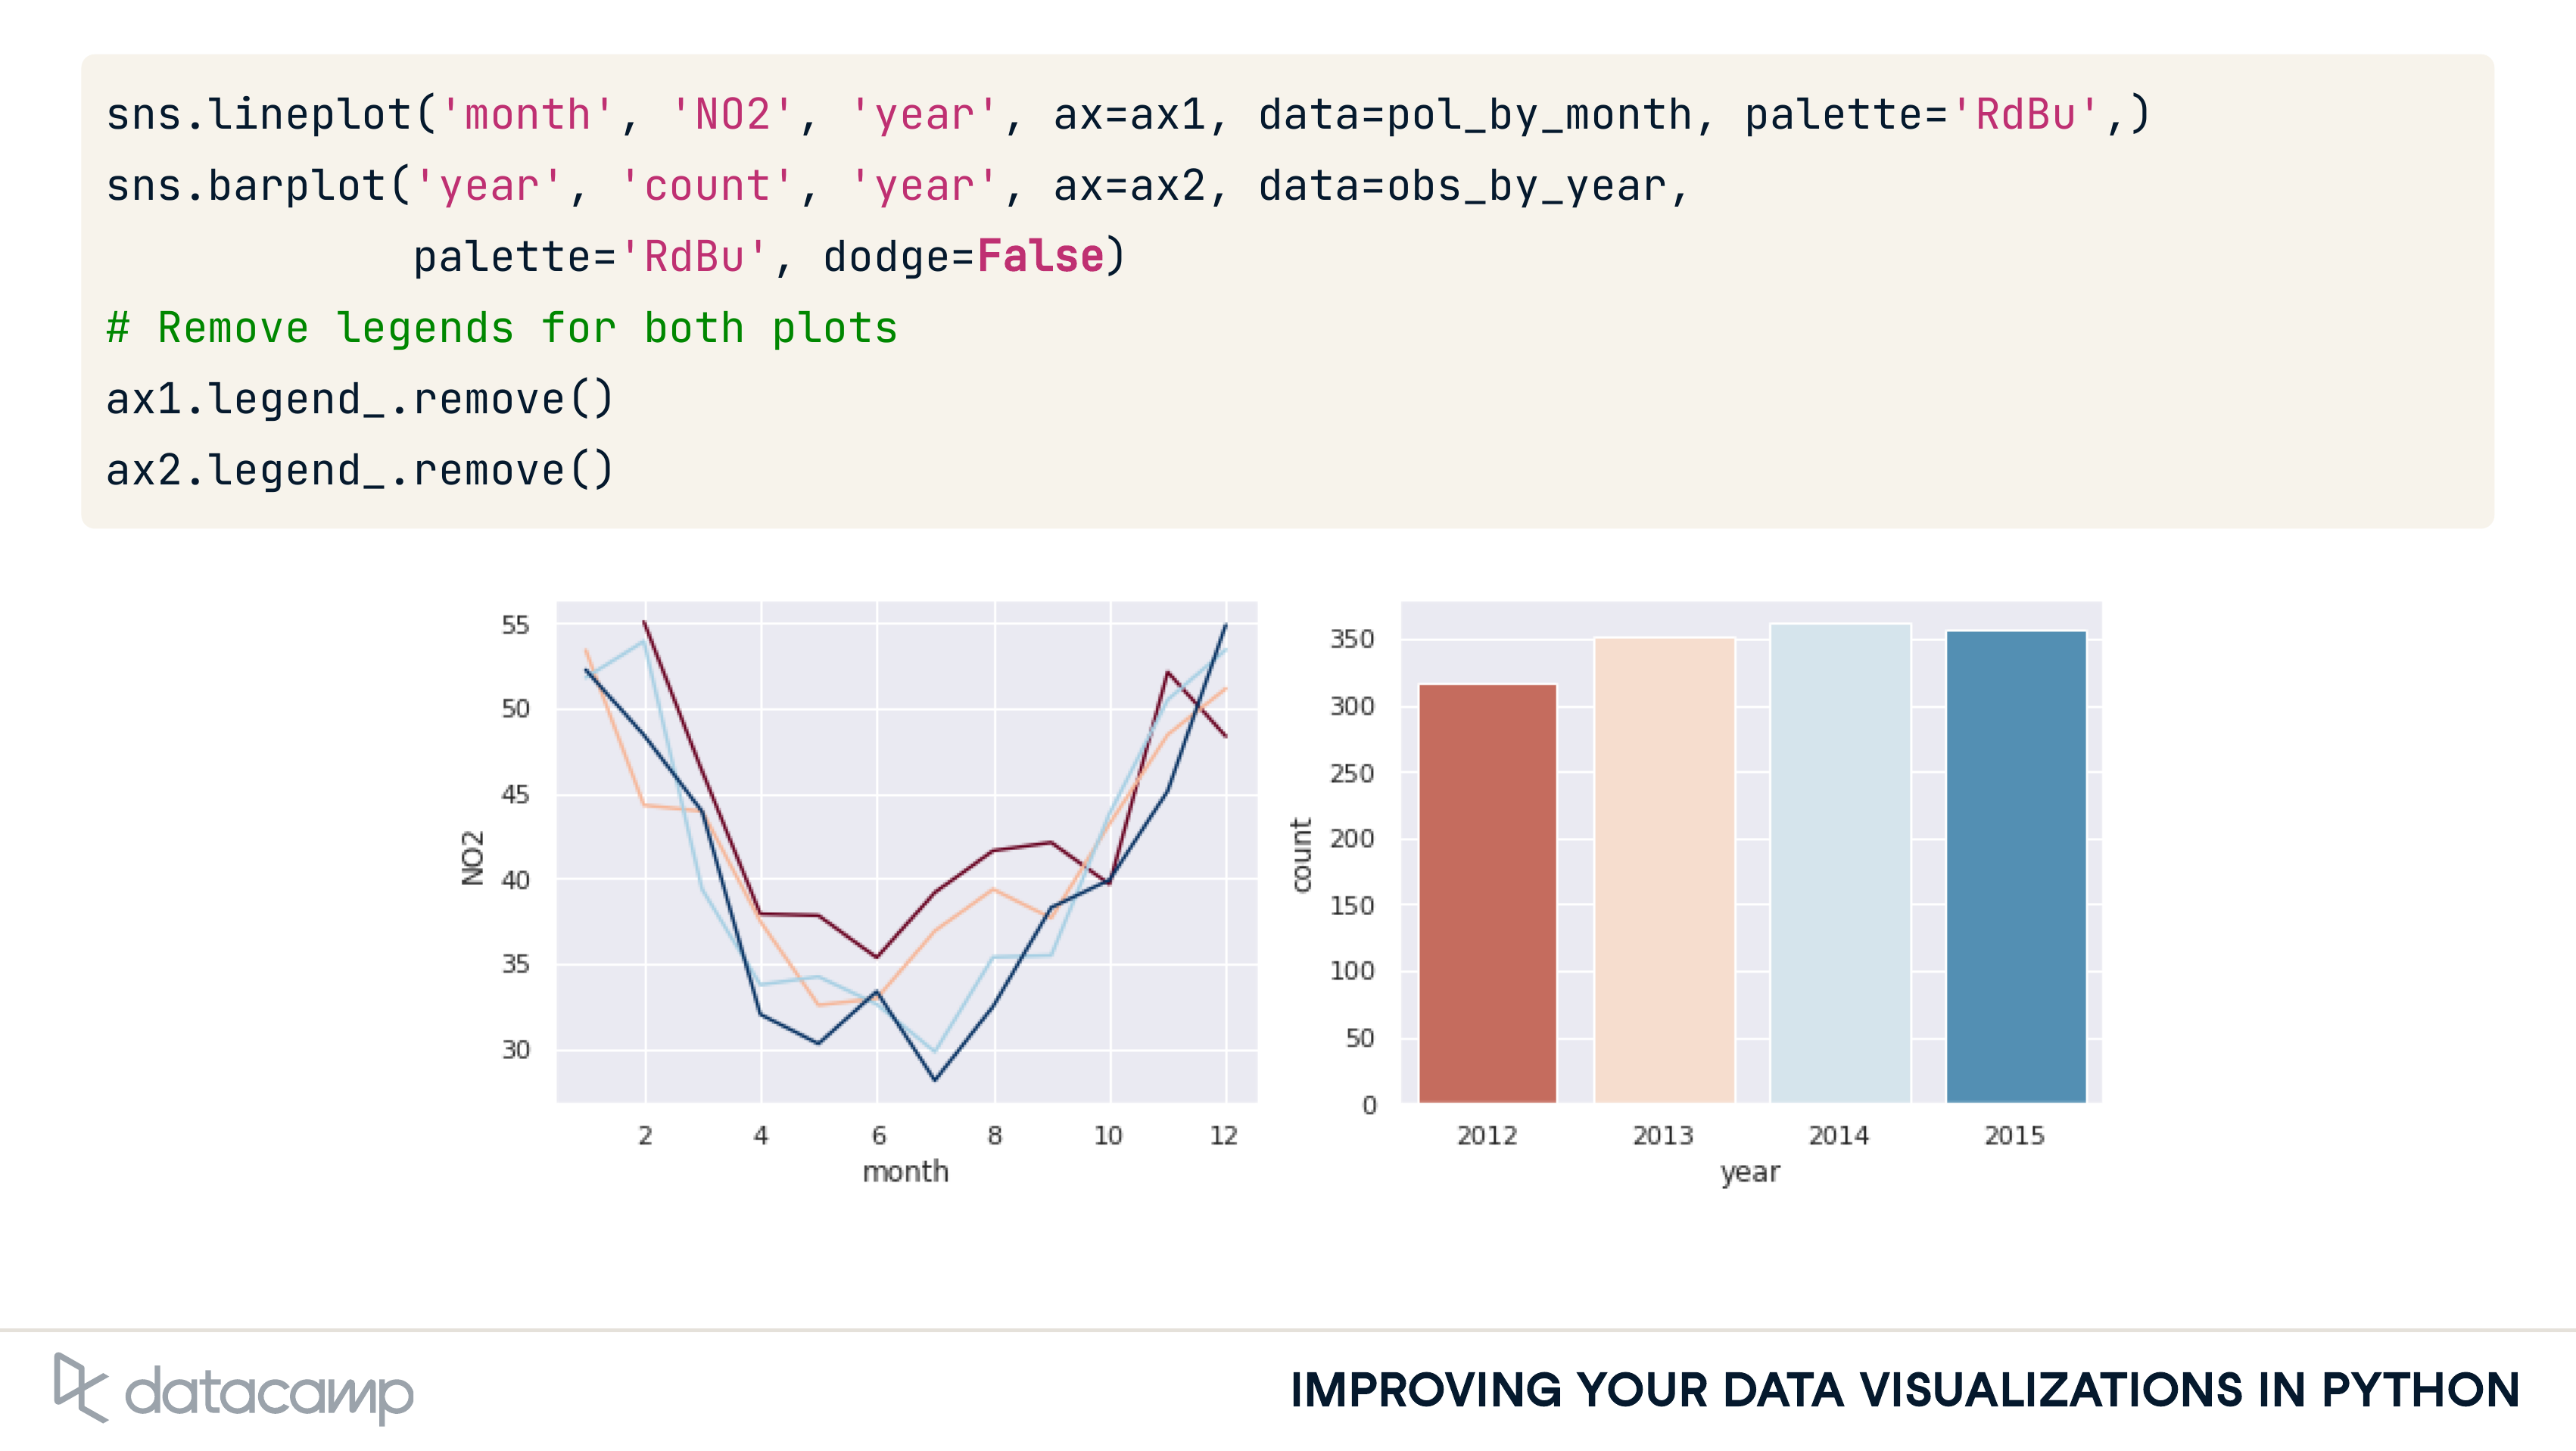 sns.lineplot('month', 'NO2', 'year', ax=ax1, data=pol_by_month, palette='RdBu',)
sns.barplot('year', 'count', 'year', ax=ax2, data=obs_by_year,
            palette='RdBu', dodge=False)
# Remove legends for both plots
ax1.legend_.remove()
ax2.legend_.remove()
55
50
45
40
35
30
NO2
2 4 6 8 10 12
month
350
300
250
200
150
100
50
0
count
2012 2013 2014 2015
year
datacamp
IMPROVING YOUR DATA VISUALIZATIONS IN PYTHON